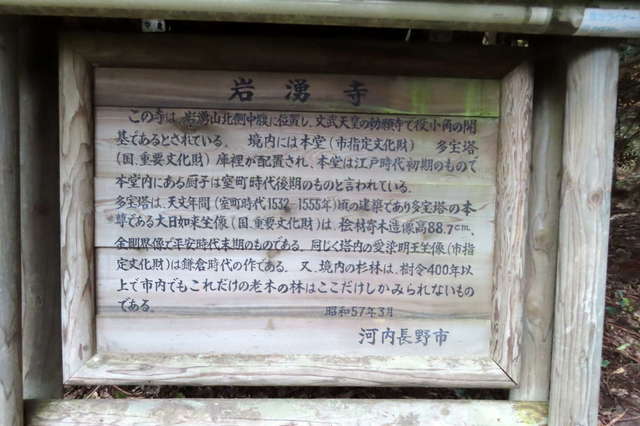 岩湧寺
この寺は、岩湧山北側中腹に位置し、文武天皇の勅願寺で役小角の開
基であるとされている。 境内には本堂(市指定文化財) 多宝塔
(国、重要文化財) 庫裡が配置され、本堂は江戸時代初期のもので
本堂内にある厨子は室町時代後期のものと言われている。
多宝塔は、天文年間(室町時代1532-1555年)頃の建築であり多宝塔の本
尊である大日如来坐像(国、重要文化財)は、桧材寄木造像高88.7cm、
金剛界像で平安時代末期のものである。同じく塔内の愛染明王坐像(市指
定文化財)は鎌倉時代の作である。又、境内の杉林は、樹令400年以
上で市内でもこれだけの老木の林はここだけしかみられないもの
である。
昭和57年3月
河内長野市